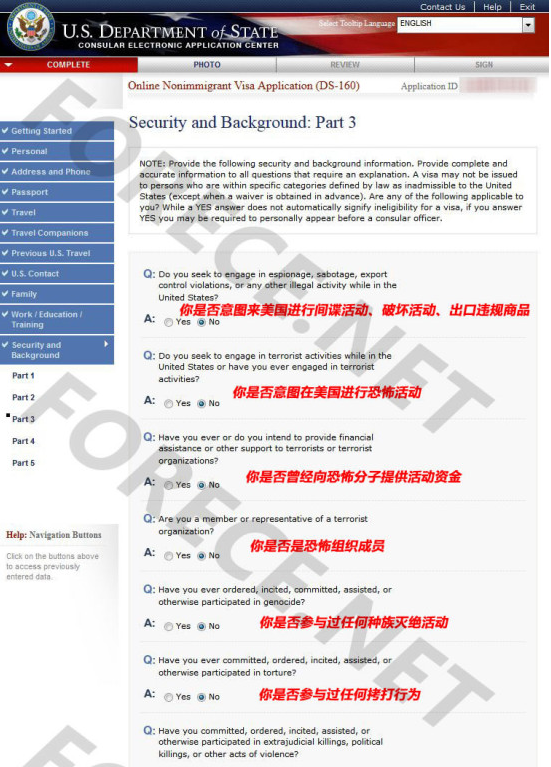 Contact Us | Help | Exit
U.S. DEPARTMENT of STATE
CONSULAR ELECTRONIC APPLICATION CENTER
Select Tooltip Language ENGLISH
COMPLETE PHOTO REVIEW SIGN
Online Nonimmigrant Visa Application (DS-160)
Application ID
Getting Started
Personal
Address and Phone
Passport
Travel
Travel Companions
Previous U.S. Travel
U.S. Contact
Family
Work / Education /
Training
Security and
Background
Part 1
Part 2
Part 3
Part 4
Part 5
Help: Navigation Buttons
Click on the buttons above
to access previously
entered data.
Security and Background: Part 3
NOTE: Provide the following security and background information. Provide complete and
accurate information to all questions that require an explanation. A visa may not be issued
to persons who are within specific categories defined by law as inadmissible to the United
States (except when a waiver is obtained in advance). Are any of the following applicable to
you? While a YES answer does not automatically signify ineligibility for a visa, if you answer
YES you may be required to personally appear before a consular officer.
Q: Do you seek to engage in espionage, sabotage, export
control violations, or any other illegal activity while in the
United States?
你是否意图来美国进行间谍活动、破坏活动、出口违规商品
A: Yes No
Q: Do you seek to engage in terrorist activities while in the
United States or have you ever engaged in terrorist
activities?
你是否意图在美国进行恐怖活动
A: Yes No
Q: Have you ever or do you intend to provide financial
assistance or other support to terrorists or terrorist
organizations?
你是否曾经向恐怖分子提供活动资金
A: Yes No
Q: Are you a member or representative of a terrorist
organization?
你是否是恐怖组织成员
A: Yes No
Q: Have you ever ordered, incited, committed, assisted, or
otherwise participated in genocide?
你是否参与过任何种族灭绝活动
A: Yes No
Q: Have you ever committed, ordered, incited, assisted, or
otherwise participated in torture?
你是否参与过任何拷打行为
A: Yes No
Q: Have you committed, ordered, incited, assisted, or
otherwise participated in extrajudicial killings, political
killings, or other acts of violence?
FORECE.NET
FORECE.NET